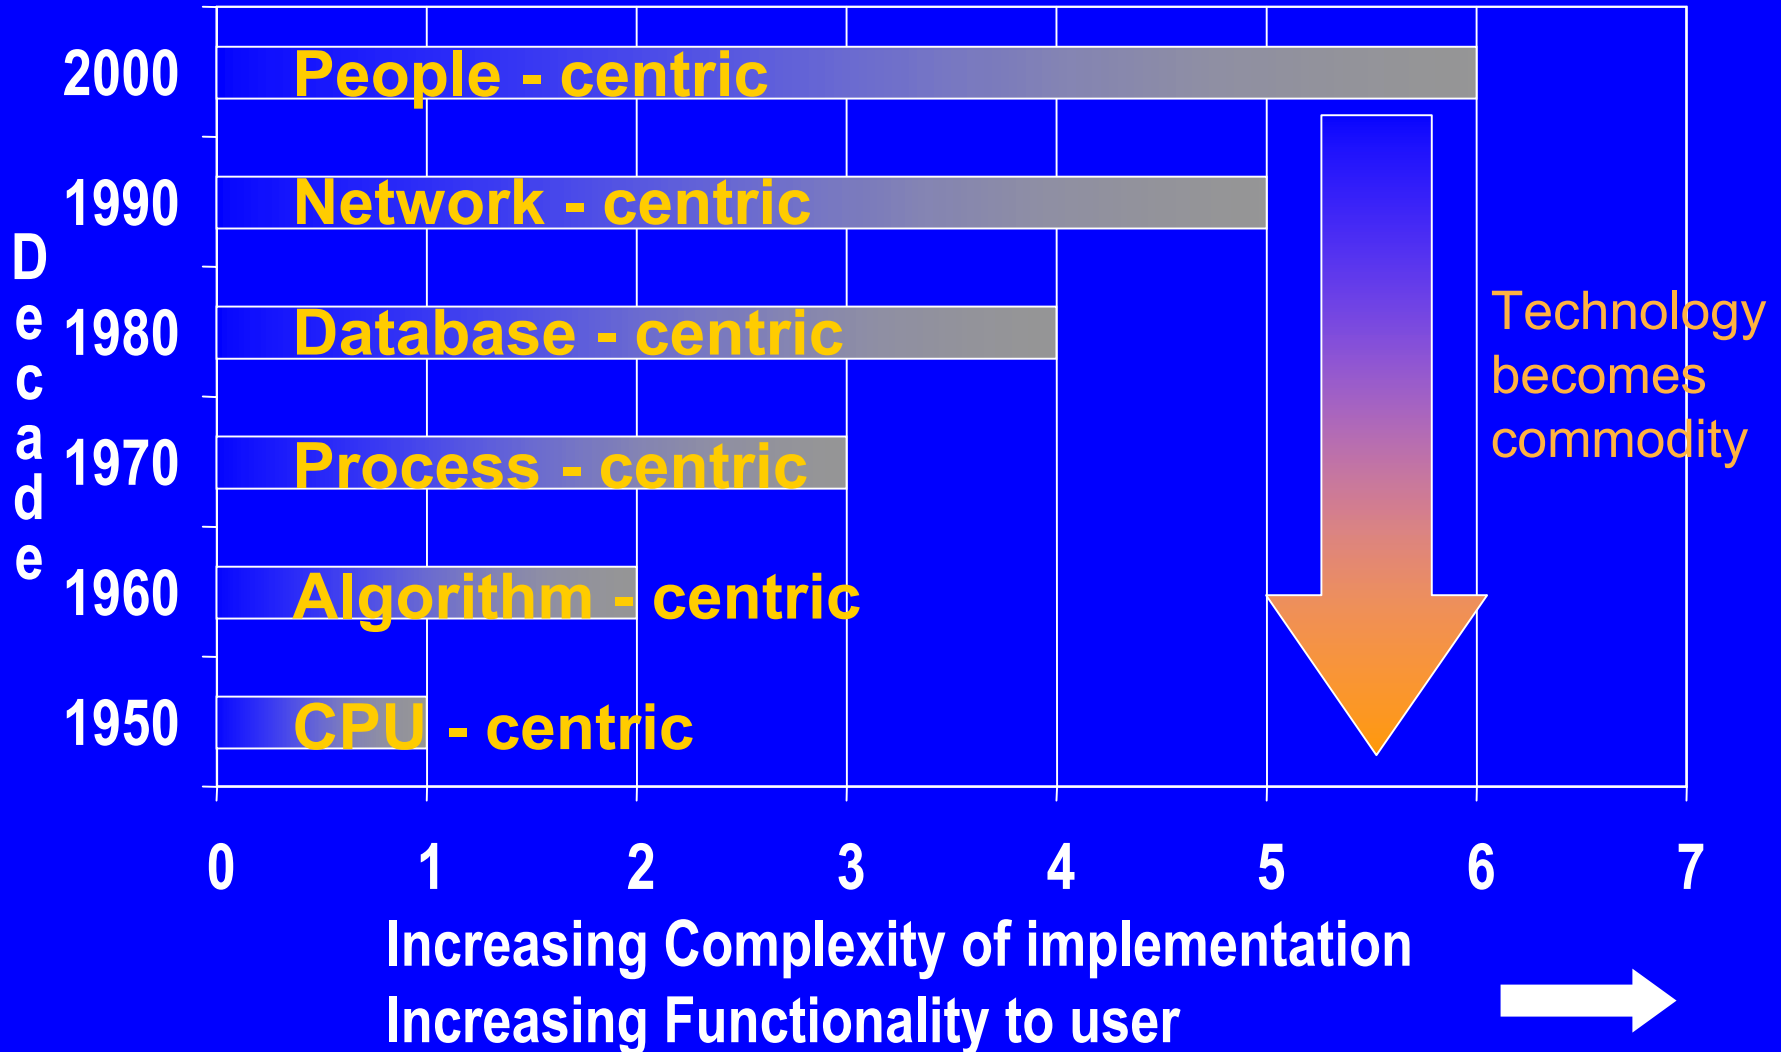 Decade
2000
People - centric
1990
Network - centric
1980
Database - centric
1970
Process - centric
1960
Algorithm - centric
1950
CPU - centric
Technology
becomes
commodity
0 1 2 3 4 5 6 7
Increasing Complexity of implementation
Increasing Functionality to user